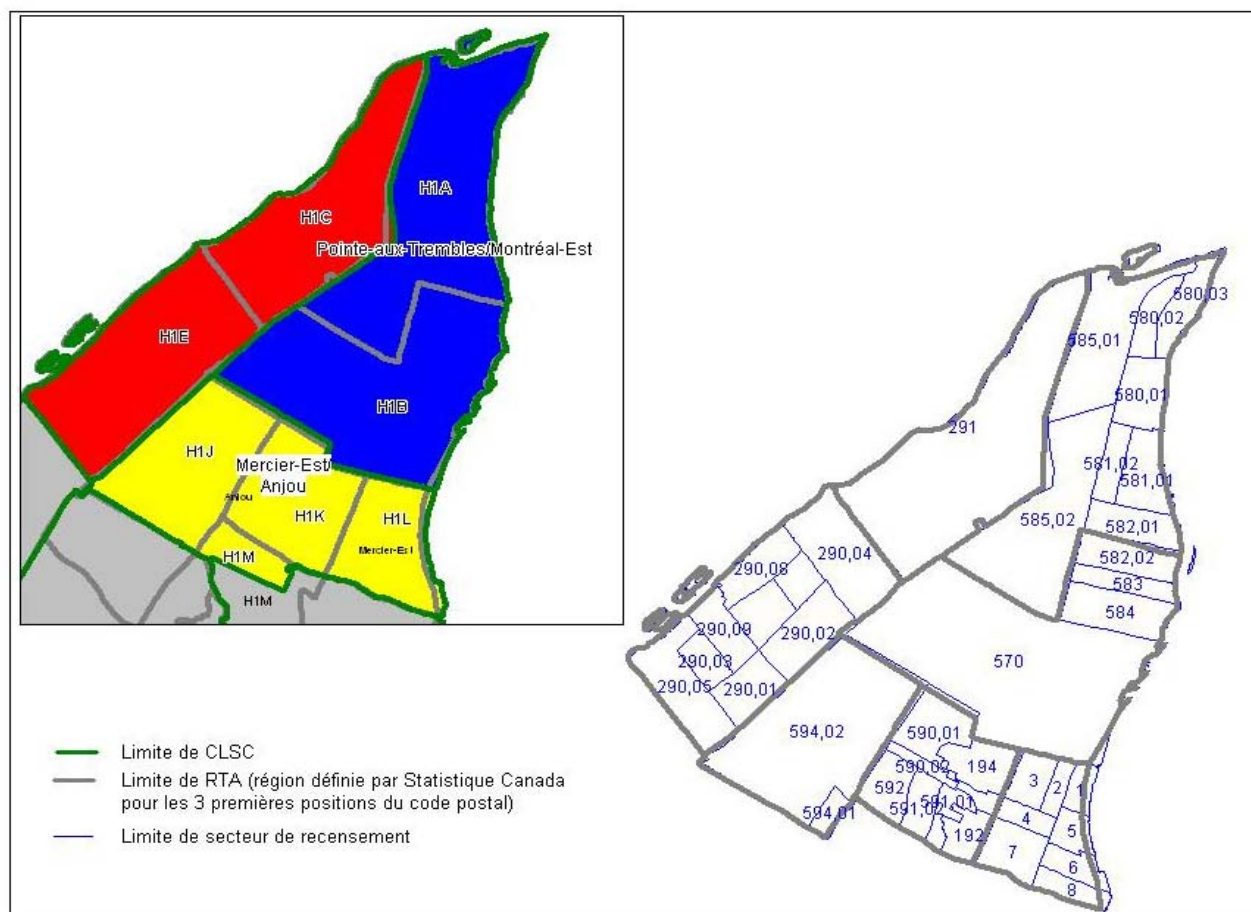 H1A
H1C
Pointe-aux-Trembles/Montréal-Est
H1E
H1B
H1J
Mercier-Est/
Anjou
Anjou
H1K
H1L
Mercier-Est
H1M
H1M
580,03
580,02
585,01
580,01
291
581,02
581,01
585,02
582,01
290,04
290,08
582,02
583
584
290,09
290,02
290,03
570
290,05
290,01
594,02
590,01
590,02
194
3
2
1
592
591,01
591,02
594,01
4
5
192
7
6
8
Limite de CLSC
Limite de RTA (région définie par Statistique Canada
pour les 3 premières positions du code postal)
Limite de secteur de recensement